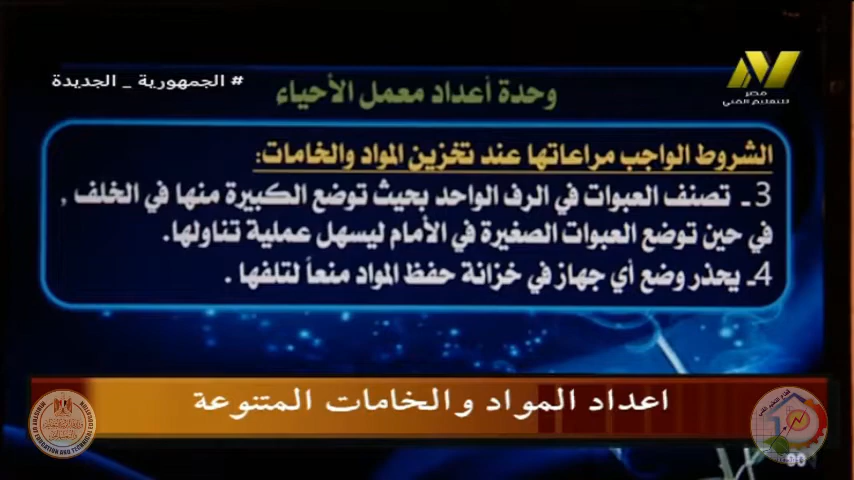 # الجمهورية _ الجديدة
مصر
للتعليم الفني
وحدة أعداد معمل الأحياء
الشروط الواجب مراعاتها عند تخزين المواد والخامات:
3- تصنف العبوات في الرف الواحد بحيث توضع الكبيرة منها في الخلف ,
في حين توضع العبوات الصغيرة في الأمام ليسهل عملية تناولها.
4- يحذر وضع أي جهاز في خزانة حفظ المواد منعاً لتلفها .
اعداد المواد والخامات المتنوعة
90